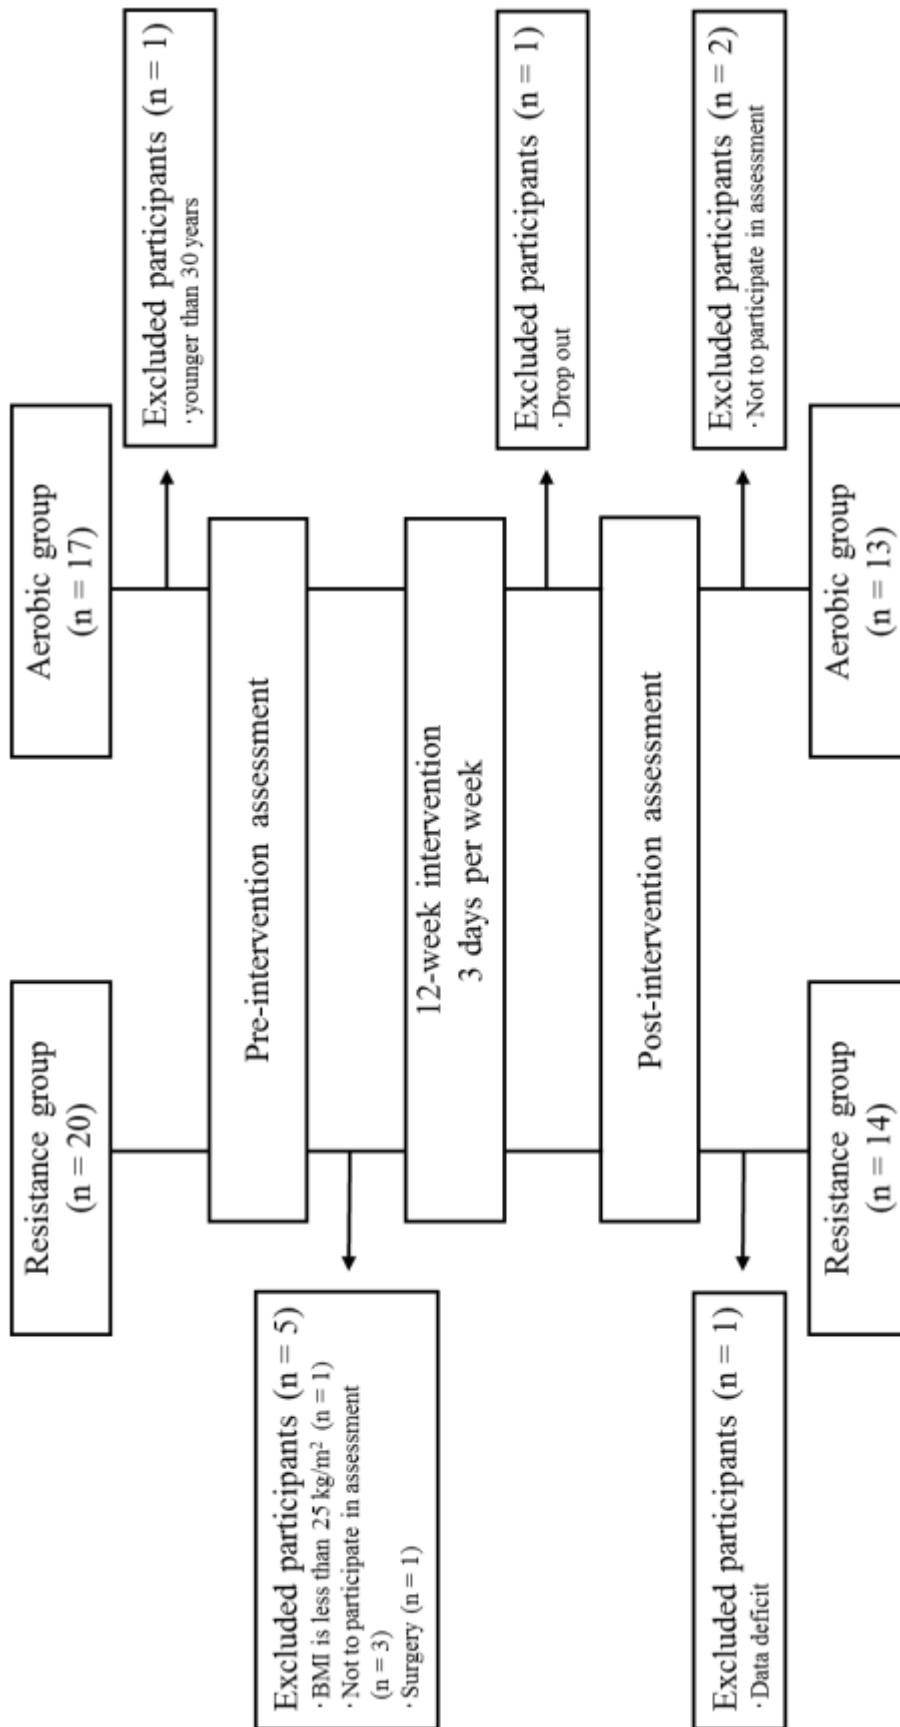 Resistance group
(n = 20)
Aerobic group
(n = 17)
Excluded participants (n = 1)
·younger than 30 years
Pre-intervention assessment
Excluded participants (n = 5)
·BMI is less than 25 kg/m² (n = 1)
·Not to participate in assessment
(n = 3)
·Surgery (n = 1)
12-week intervention
3 days per week
Excluded participants (n = 1)
·Drop out
Post-intervention assessment
Excluded participants (n = 1)
·Data deficit
Excluded participants (n = 2)
·Not to participate in assessment
Resistance group
(n = 14)
Aerobic group
(n = 13)